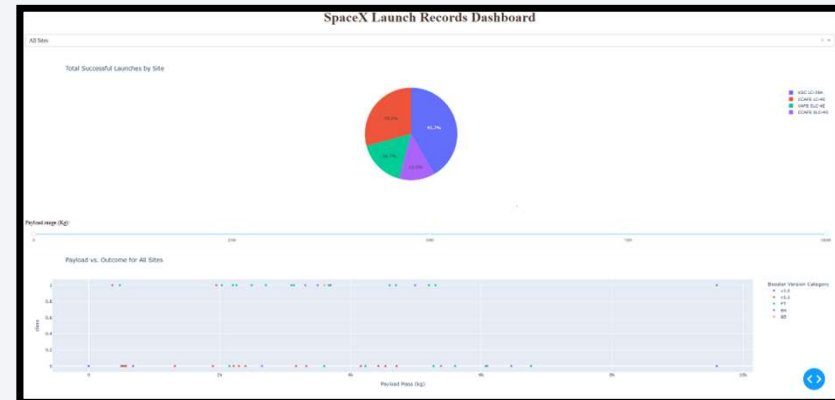 SpaceX Launch Records Dashboard
All Sites
Total Successful Launches by Site
KSC LC-39A
CCAFS LC-40
VAFB SLC-4E
CCAFS SLC-40
41.7%
29.2%
16.7%
12.5%
Payload range (Kg):
0
2500
5000
7500
10000
Payload vs. Outcome for All Sites
Booster Version Category
v1.0
v1.1
FT
B4
B5
class
1
0.8
0.6
0.4
0.2
0
0
2k
4k
6k
8k
10k
Payload Mass (kg)